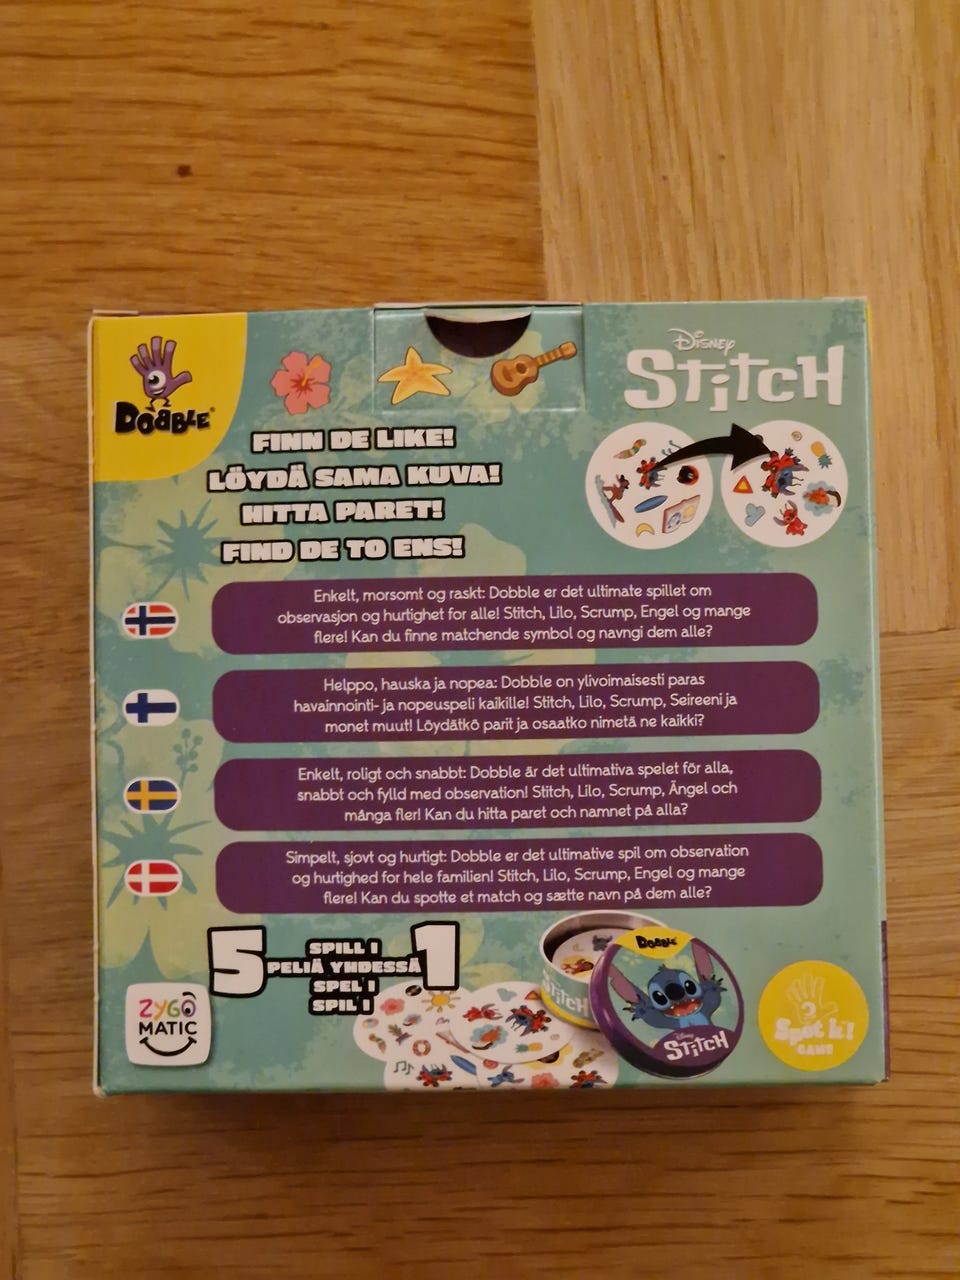 DOBBLE®
DISNEY
STITCH
FINN DE LIKE!
LÖYDÄ SAMA KUVA!
HITTA PARET!
FIND DE TO ENS!
Enkelt, morsomt og raskt: Dobble er det ultimate spillet om
observasjon og hurtighet for alle! Stitch, Lilo, Scrump, Engel og mange
flere! Kan du finne matchende symbol og navngi dem alle?
Helppo, hauska ja nopea: Dobble on ylivoimaisesti paras
havainnointi- ja nopeuspeli kaikille! Stitch, Lilo, Scrump, Seireeni ja
monet muut! Löydätkö parit ja osaatko nimetä ne kaikki?
Enkelt, roligt och snabbt: Dobble är det ultimativa spelet för alla,
snabbt och fylld med observation! Stitch, Lilo, Scrump, Ängel och
många fler! Kan du hitta paret och namnet på alla?
Simpelt, sjovt og hurtigt: Dobble er det ultimative spil om observation
og hurtighed for hele familien! Stitch, Lilo, Scrump, Engel og mange
flere! Kan du spotte et match og sætte navn på dem alle?
5 SPILL I 1
PELIÄ YHDESSÄ
SPEL I
SPIL I
ZYGO
MATIC
STITCH
DOBBLE
DISNEY
STITCH
Spot it!
GAME